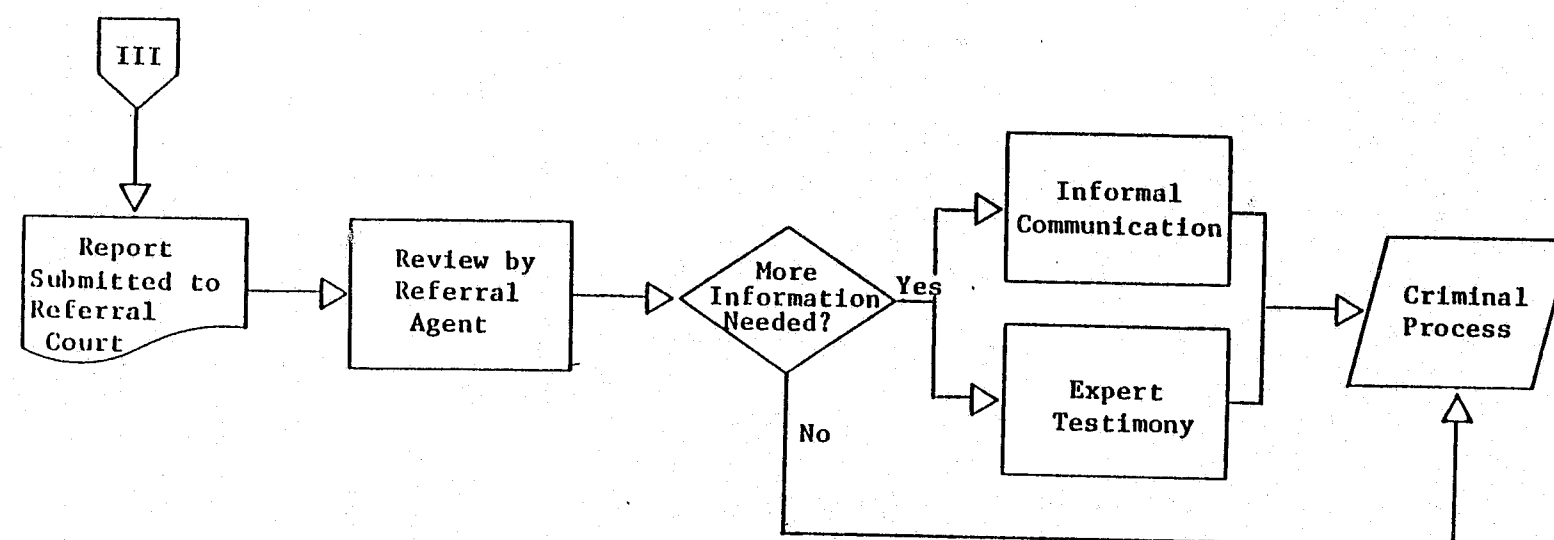 III
Report
Submitted to
Referral
Court
Review by
Referral
Agent
More
Information
Needed?
Yes
No
Informal
Communication
Expert
Testimony
Criminal
Process